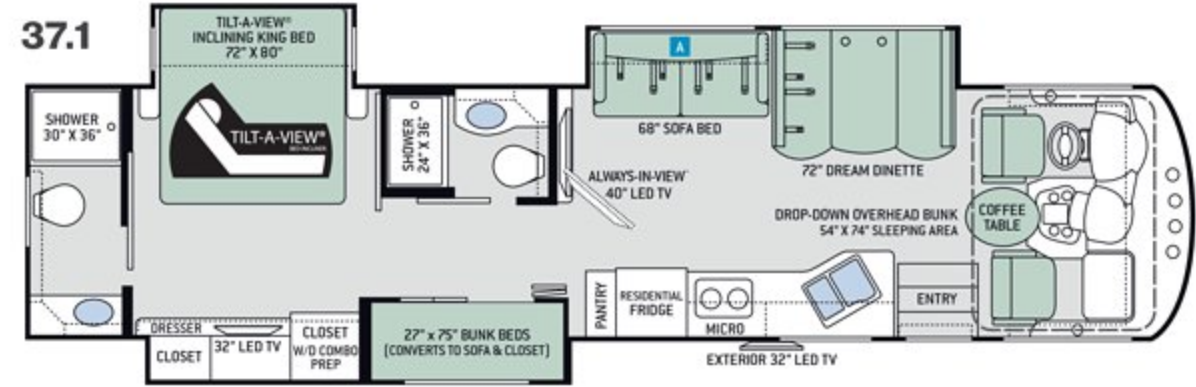 37.1
TILT-A-VIEW®
INCLINING KING BED
72" X 80"
TILT-A-VIEW®
BED INCLINER
SHOWER
30" X 36"
SHOWER
24" X 36"
A
68" SOFA BED
72" DREAM DINETTE
ALWAYS-IN-VIEW
40" LED TV
DROP-DOWN OVERHEAD BUNK
54" X 74" SLEEPING AREA
COFFEE
TABLE
DRESSER
CLOSET
32" LED TV
CLOSET
W/D COMBO
PREP
27" x 75" BUNK BEDS
(CONVERTS TO SOFA & CLOSET)
PANTRY
RESIDENTIAL
FRIDGE
MICRO
ENTRY
EXTERIOR 32" LED TV